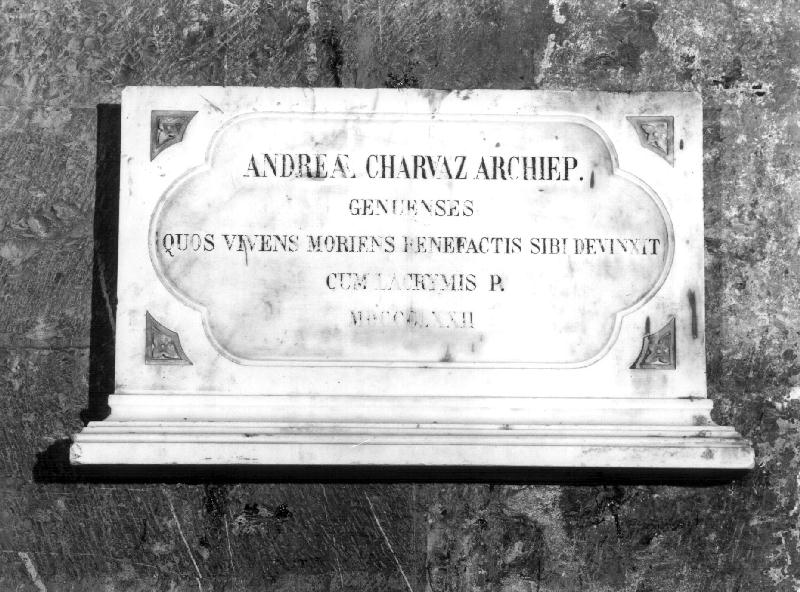 ANDREÆ CHARVAZ ARCHIEP.
GENUENSES
QUOS VIVENS MORIENS BENEFACTIS SIBI DEVINXIT
CUM LACRYMIS P.
MDCCCLXXII